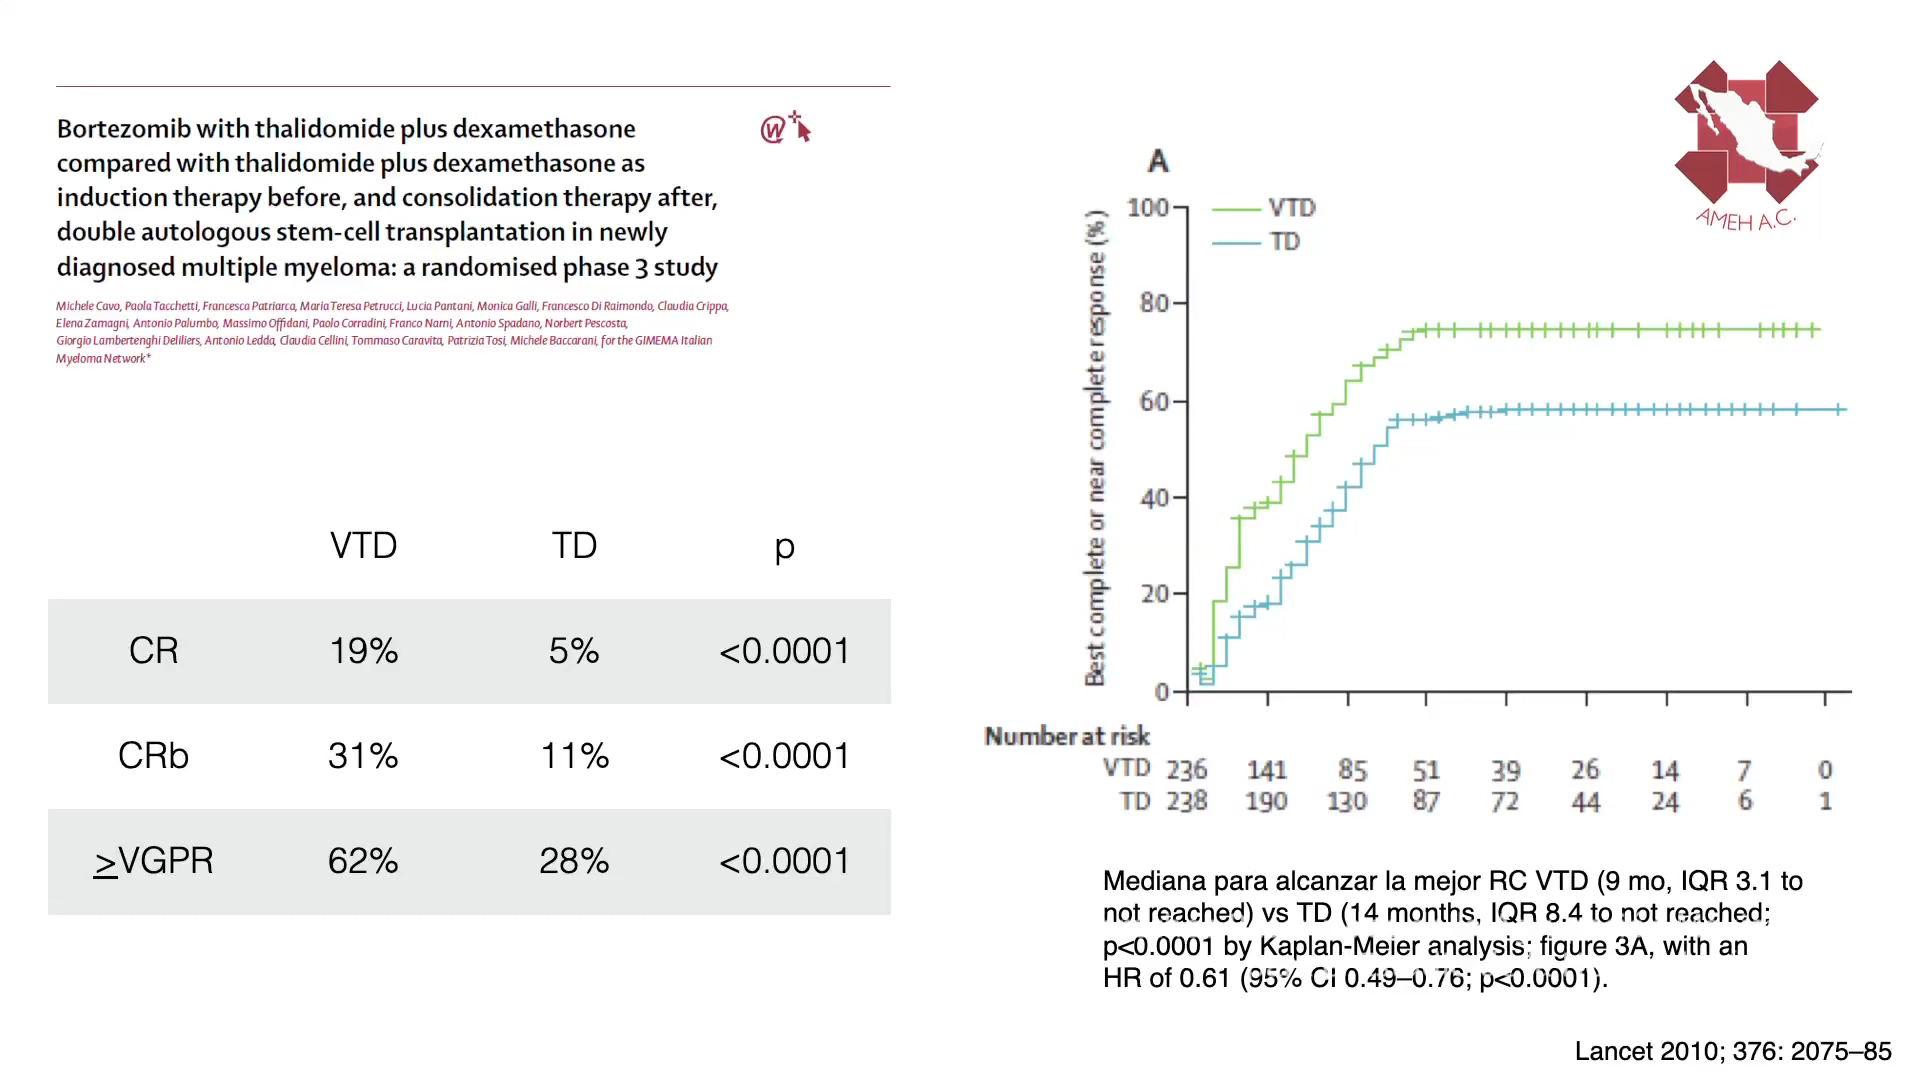 Bortezomib with thalidomide plus dexamethasone
compared with thalidomide plus dexamethasone as
induction therapy before, and consolidation therapy after,
double autologous stem-cell transplantation in newly
diagnosed multiple myeloma: a randomised phase 3 study
Michele Cavo, Paola Tacchetti, Francesca Patriarca, Maria Teresa Petrucci, Lucia Pantani, Monica Galli, Francesco Di Raimondo, Claudia Crippa,
Elena Zamagni, Antonio Palumbo, Massimo Offidani, Paolo Corradini, Franco Narni, Antonio Spadano, Norbert Pescosta,
Giorgio Lambertenghi Deliliers, Antonio Ledda, Claudia Cellini, Tommaso Caravita, Patrizia Tosi, Michele Baccarani, for the GIMEMA Italian
Myeloma Network*
VTD TD p
CR 19% 5% <0.0001
CRb 31% 11% <0.0001
>VGPR 62% 28% <0.0001
AMEH A.C.
A
VTD
TD
Best complete or near complete response (%)
100
80
60
40
20
0
Number at risk
VTD 236 141 85 51 39 26 14 7 0
TD 238 190 130 87 72 44 24 6 1
Mediana para alcanzar la mejor RC VTD (9 mo, IQR 3.1 to
not reached) vs TD (14 months, IQR 8.4 to not reached;
p<0.0001 by Kaplan-Meier analysis; figure 3A, with an
HR of 0.61 (95% CI 0.49–0.76; p<0.0001).
Lancet 2010; 376: 2075–85